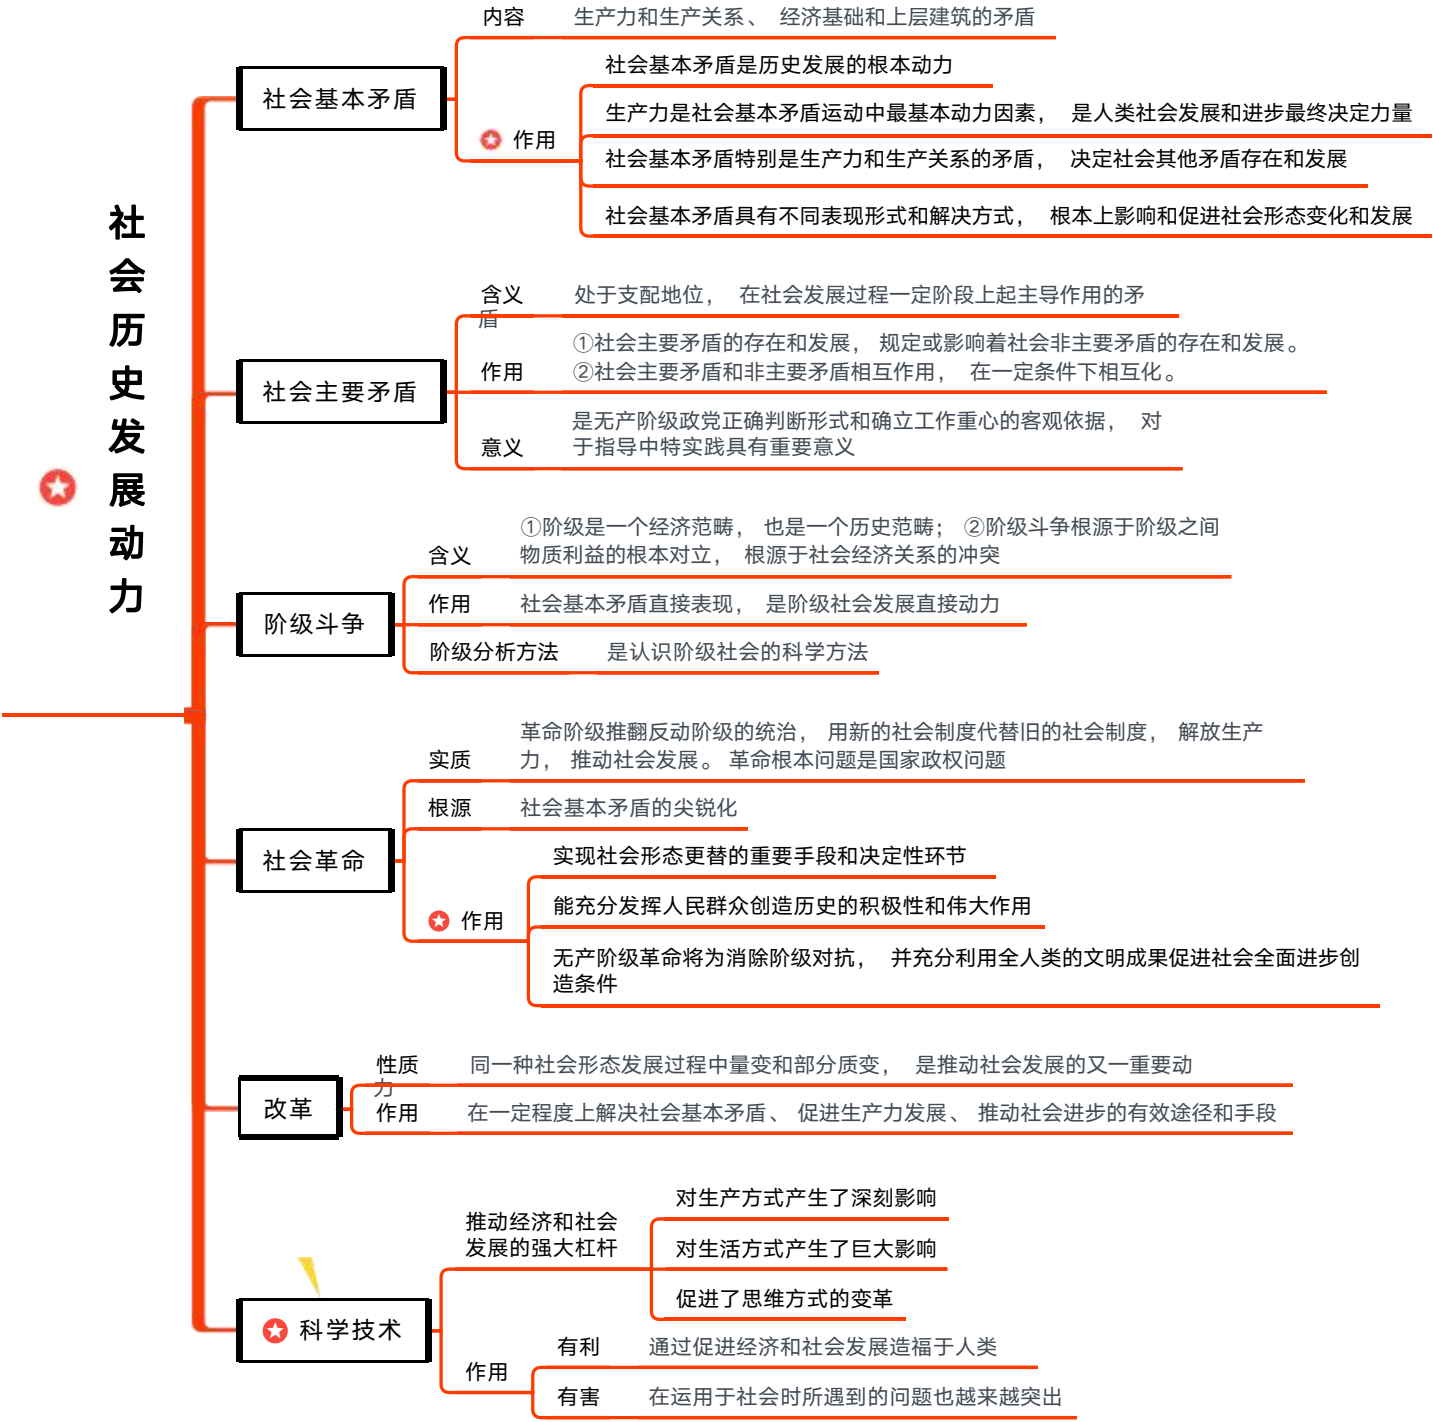 社会历史发展动力
社会基本矛盾
内容 生产力和生产关系、 经济基础和上层建筑的矛盾
作用
社会基本矛盾是历史发展的根本动力
生产力是社会基本矛盾运动中最基本动力因素， 是人类社会发展和进步最终决定力量
社会基本矛盾特别是生产力和生产关系的矛盾， 决定社会其他矛盾存在和发展
社会基本矛盾具有不同表现形式和解决方式， 根本上影响和促进社会形态变化和发展
社会主要矛盾
含义 处于支配地位， 在社会发展过程一定阶段上起主导作用的矛
盾
作用
①社会主要矛盾的存在和发展， 规定或影响着社会非主要矛盾的存在和发展。
②社会主要矛盾和非主要矛盾相互作用， 在一定条件下相互化。
意义
是无产阶级政党正确判断形式和确立工作重心的客观依据， 对
于指导中特实践具有重要意义
阶级斗争
含义
①阶级是一个经济范畴， 也是一个历史范畴； ②阶级斗争根源于阶级之间
物质利益的根本对立， 根源于社会经济关系的冲突
作用 社会基本矛盾直接表现， 是阶级社会发展直接动力
阶级分析方法 是认识阶级社会的科学方法
社会革命
实质
革命阶级推翻反动阶级的统治， 用新的社会制度代替旧的社会制度， 解放生产
力， 推动社会发展。 革命根本问题是国家政权问题
根源 社会基本矛盾的尖锐化
作用
实现社会形态更替的重要手段和决定性环节
能充分发挥人民群众创造历史的积极性和伟大作用
无产阶级革命将为消除阶级对抗， 并充分利用全人类的文明成果促进社会全面进步创
造条件
改革
性质 同一种社会形态发展过程中量变和部分质变， 是推动社会发展的又一重要动
力
作用 在一定程度上解决社会基本矛盾、 促进生产力发展、 推动社会进步的有效途径和手段
科学技术
推动经济和社会
发展的强大杠杆
对生产方式产生了深刻影响
对生活方式产生了巨大影响
促进了思维方式的变革
作用
有利 通过促进经济和社会发展造福于人类
有害 在运用于社会时所遇到的问题也越来越突出